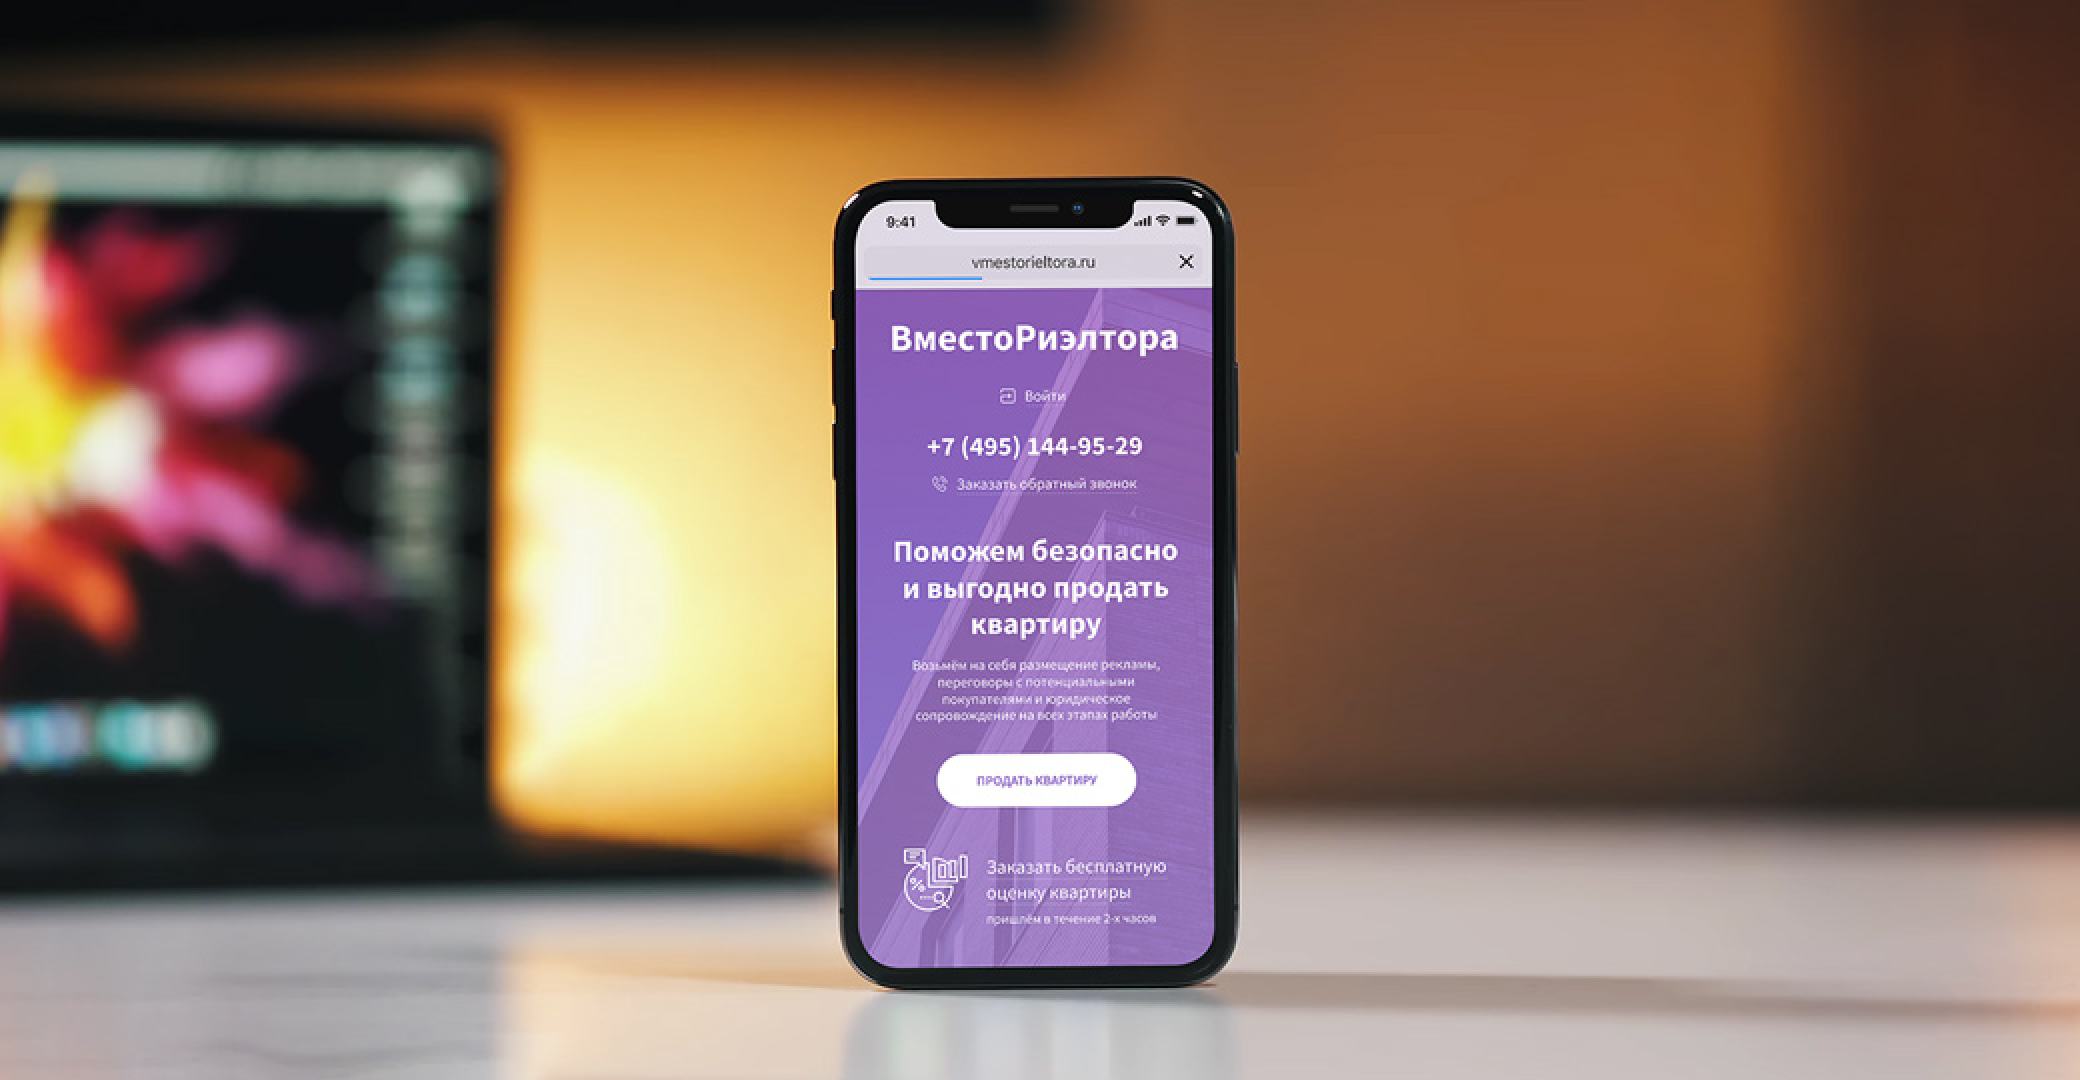 9:41
vmestorieltora.ru
ВместоРиэлтора
Войти
+7 (495) 144-95-29
Заказать обратный звонок
Поможем безопасно
и выгодно продать
квартиру
Возьмём на себя размещение рекламы,
переговоры с потенциальными
покупателями и юридическое
сопровождение на всех этапах работы
ПРОДАТЬ КВАРТИРУ
Заказать бесплатную
оценку квартиры
пришлём в течение 2-х часов